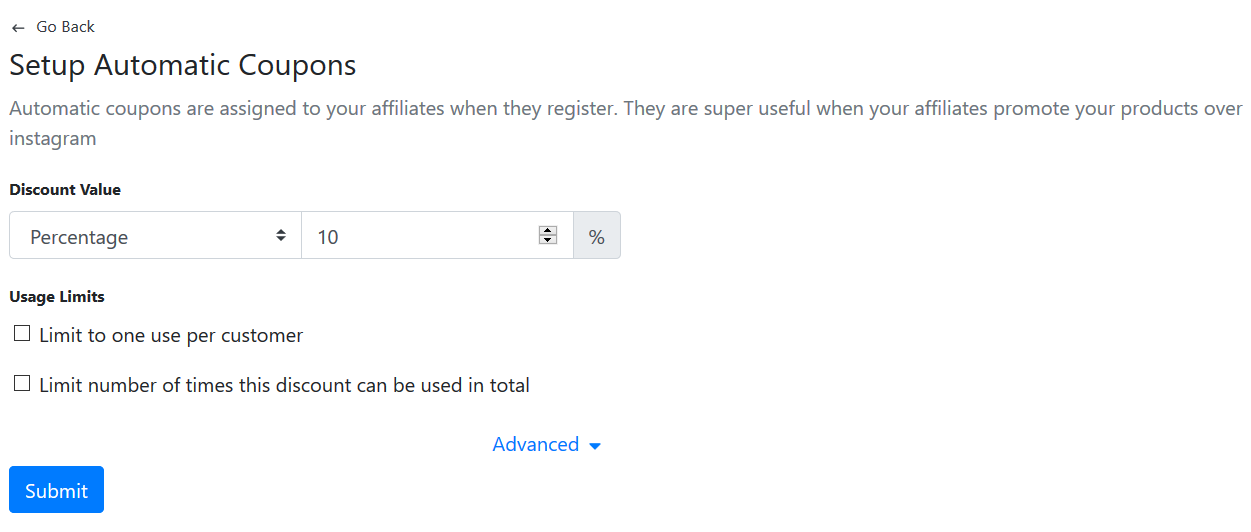 ← Go Back
Setup Automatic Coupons
Automatic coupons are assigned to your affiliates when they register. They are super useful when your affiliates promote your products over
instagram
Discount Value
Percentage 10 %
Usage Limits
Limit to one use per customer
Limit number of times this discount can be used in total
Advanced
Submit